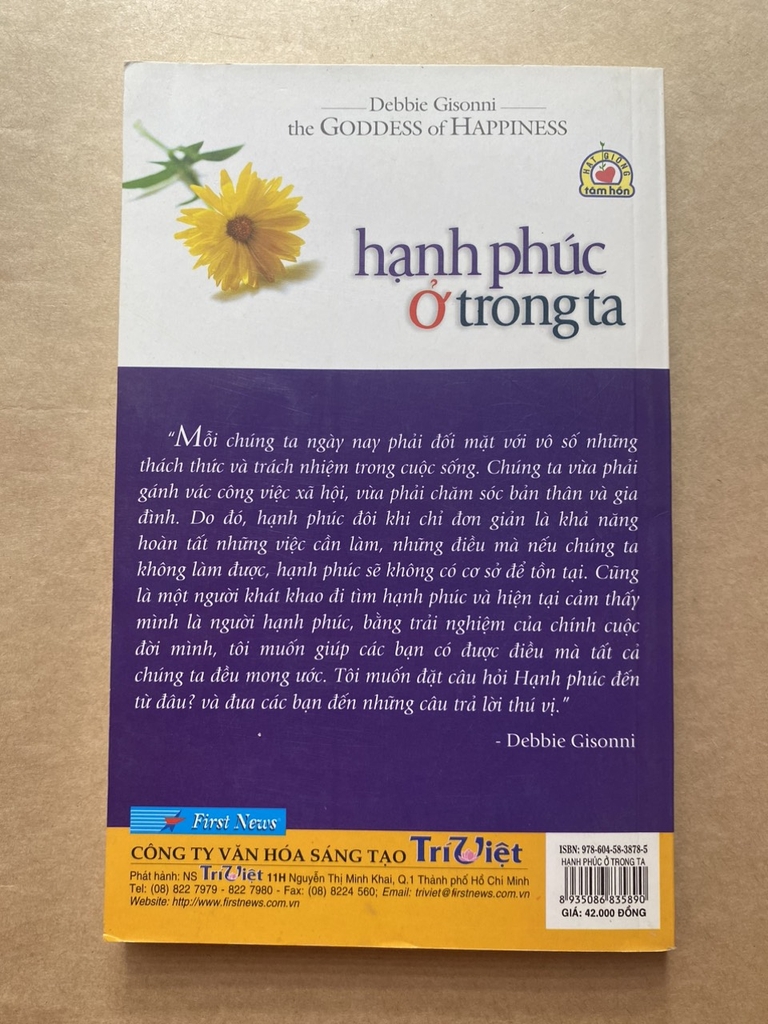 Debbie Gisonni
the GODDESS of HAPPINESS
HẠT GIỐNG
tâm hồn
hạnh phúc
ở trong ta
"Mỗi chúng ta ngày nay phải đối mặt với vô số những
thách thức và trách nhiệm trong cuộc sống. Chúng ta vừa phải
gánh vác công việc xã hội, vừa phải chăm sóc bản thân và gia
đình. Do đó, hạnh phúc đôi khi chỉ đơn giản là khả năng
hoàn tất những việc cần làm, những điều mà nếu chúng ta
không làm được, hạnh phúc sẽ không có cơ sở để tồn tại. Cũng
là một người khát khao đi tìm hạnh phúc và hiện tại cảm thấy
mình là người hạnh phúc, bằng trải nghiệm của chính cuộc
đời mình, tôi muốn giúp các bạn có được điều mà tất cả
chúng ta đều mong ước. Tôi muốn đặt câu hỏi Hạnh phúc đến
từ đâu? và đưa các bạn đến những câu trả lời thú vị."
- Debbie Gisonni
First News
CÔNG TY VĂN HÓA SÁNG TẠO Trí Việt
Phát hành: NS Trí Việt 11H Nguyễn Thị Minh Khai, Q.1 Thành phố Hồ Chí Minh
Tel: (08) 822 7979 - 822 7980 - Fax: (08) 8224 560; Email: triviet@firstnews.com.vn
Website: http://www.firstnews.com.vn
ISBN: 978-604-58-3878-5
HẠNH PHÚC Ở TRONG TA
8 935086 835890
GIÁ: 42.000 ĐỒNG